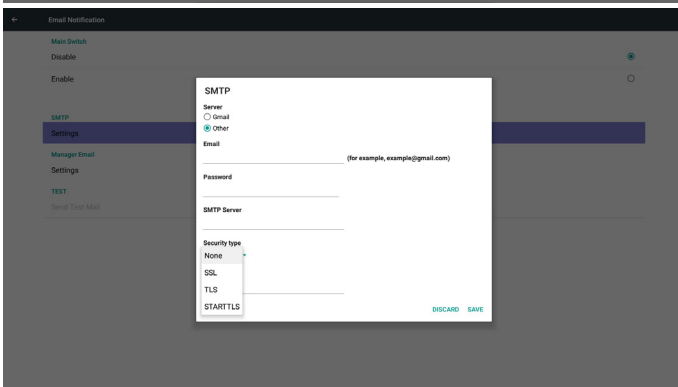 Email Notification
Main Switch
Disable
Enable
SMTP
Settings
Manager Email
Settings
TEST
Send Test Mail
SMTP
Server
Gmail
Other
Email
(for example, example@gmail.com)
Password
SMTP Server
Security type
None
SSL
TLS
STARTTLS
DISCARD SAVE